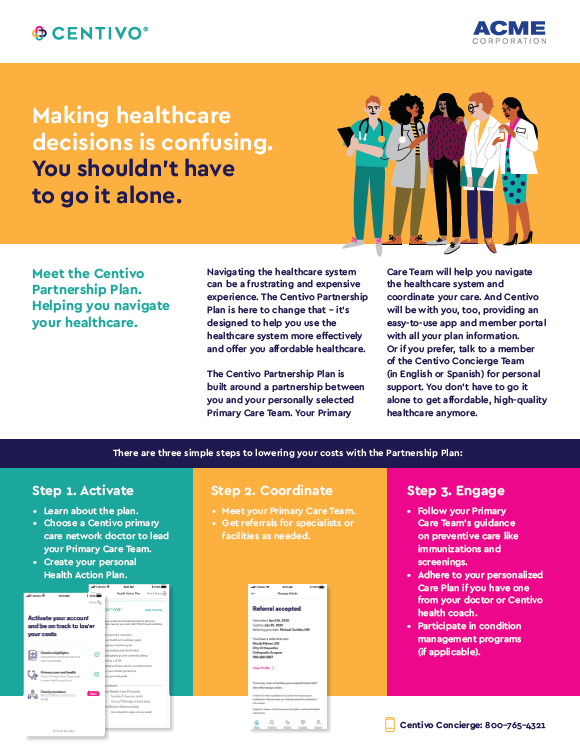 CENTIVO®
ACME
CORPORATION
Making healthcare
decisions is confusing.
You shouldn't have
to go it alone.
Meet the Centivo
Partnership Plan.
Helping you navigate
your healthcare.
Navigating the healthcare system
can be a frustrating and expensive
experience. The Centivo Partnership
Plan is here to change that – it's
designed to help you use the
healthcare system more effectively
and offer you affordable healthcare.
The Centivo Partnership Plan is
built around a partnership between
you and your personally selected
Primary Care Team. Your Primary
Care Team will help you navigate
the healthcare system and
coordinate your care. And Centivo
will be with you, too, providing an
easy-to-use app and member portal
with all your plan information.
Or if you prefer, talk to a member
of the Centivo Concierge Team
(in English or Spanish) for personal
support. You don't have to go it
alone to get affordable, high-quality
healthcare anymore.
There are three simple steps to lowering your costs with the Partnership Plan:
Step 1. Activate
• Learn about the plan.
• Choose a Centivo primary
care network doctor to lead
your Primary Care Team.
• Create your personal
Health Action Plan.
Activate your account
and be on track to lower
your costs
Centivo highlights
Primary care and health
Family members
Health Action Plan
Step 2. Coordinate
• Meet your Primary Care Team.
• Get referrals for specialists or
facilities as needed.
Referral accepted
View Profile
Step 3. Engage
• Follow your Primary
Care Team's guidance
on preventive care like
immunizations and
screenings.
• Adhere to your personalized
Care Plan if you have one
from your doctor or Centivo
health coach.
• Participate in condition
management programs
(if applicable).
Centivo Concierge: 800-765-4321